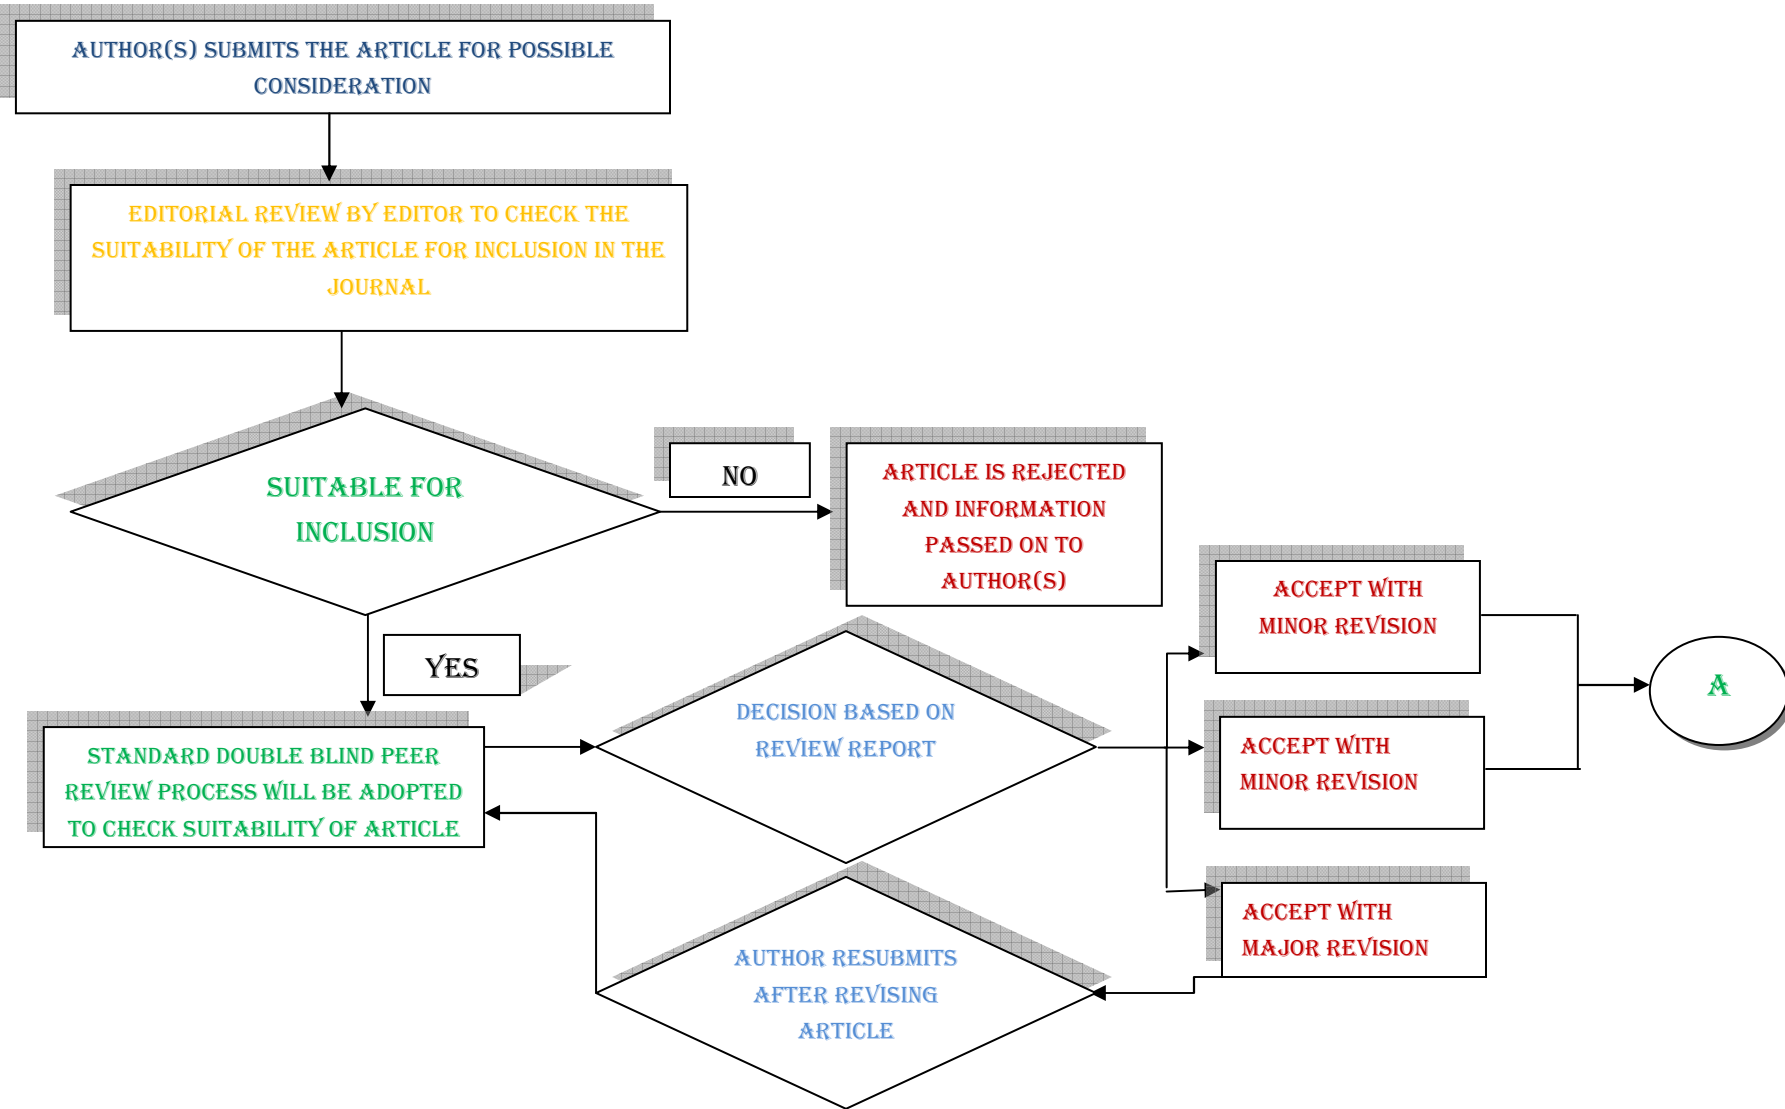 AUTHOR(S) SUBMITS THE ARTICLE FOR POSSIBLE
CONSIDERATION
EDITORIAL REVIEW BY EDITOR TO CHECK THE
SUITABILITY OF THE ARTICLE FOR INCLUSION IN THE
JOURNAL
SUITABLE FOR
INCLUSION
NO
ARTICLE IS REJECTED
AND INFORMATION
PASSED ON TO
AUTHOR(S)
YES
STANDARD DOUBLE BLIND PEER
REVIEW PROCESS WILL BE ADOPTED
TO CHECK SUITABILITY OF ARTICLE
DECISION BASED ON
REVIEW REPORT
ACCEPT WITH
MINOR REVISION
ACCEPT WITH
MINOR REVISION
ACCEPT WITH
MAJOR REVISION
A
AUTHOR RESUBMITS
AFTER REVISING
ARTICLE